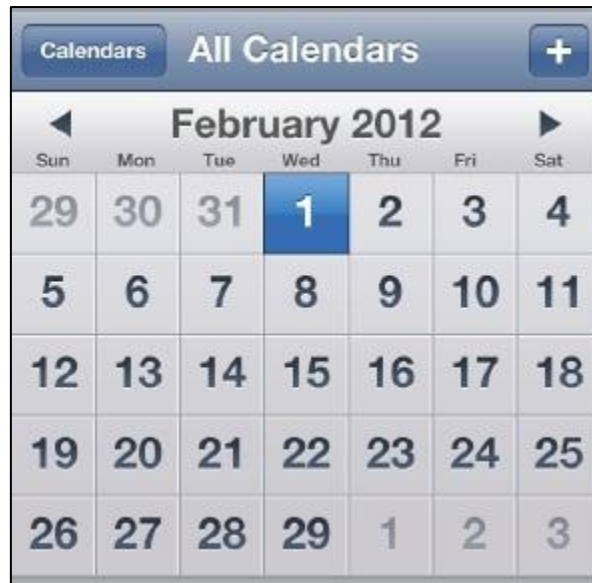 Calendars All Calendars +
February 2012
Sun Mon Tue Wed Thu Fri Sat
29 30 31 1 2 3 4
5 6 7 8 9 10 11
12 13 14 15 16 17 18
19 20 21 22 23 24 25
26 27 28 29 1 2 3